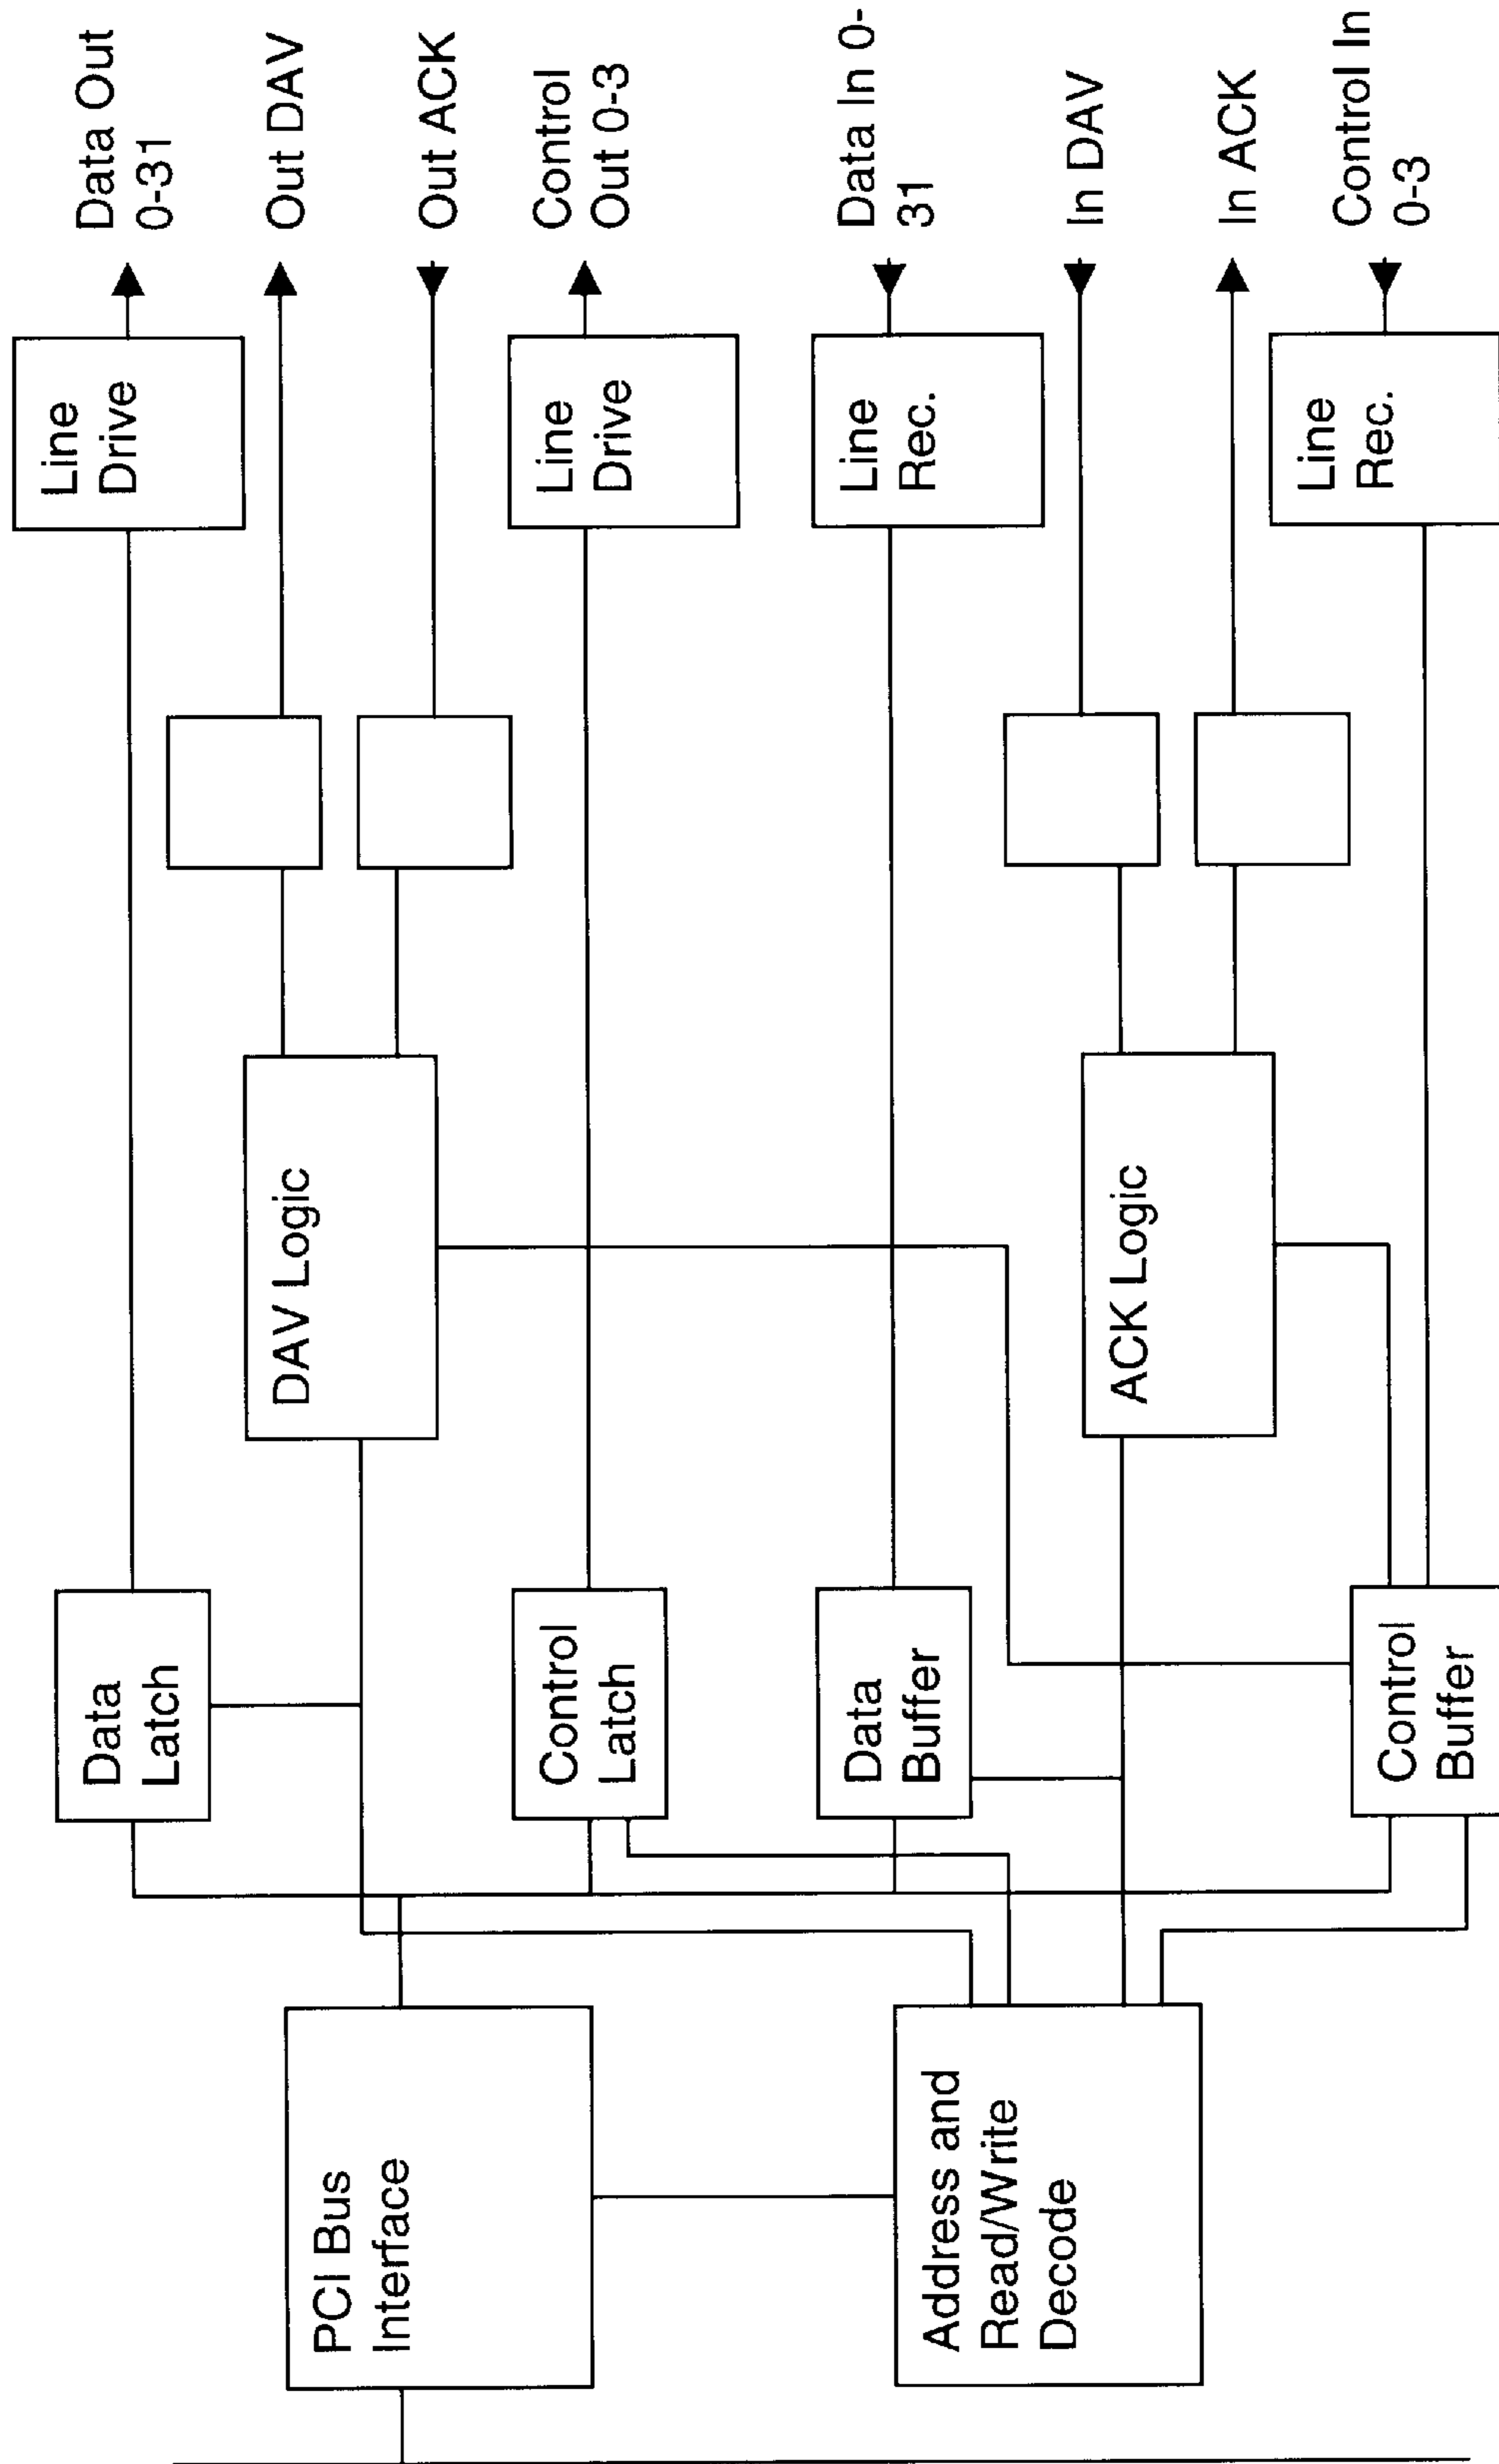 Data Out
0-31
Out DAV
Out ACK
Control
Out 0-3
Data In 0-
31
In DAV
In ACK
Control In
0-3
Line
Drive
Line
Drive
Line
Rec.
Line
Rec.
DAV Logic
ACK Logic
Data
Latch
Control
Latch
Data
Buffer
Control
Buffer
PCI Bus
Interface
Address and
Read/Write
Decode